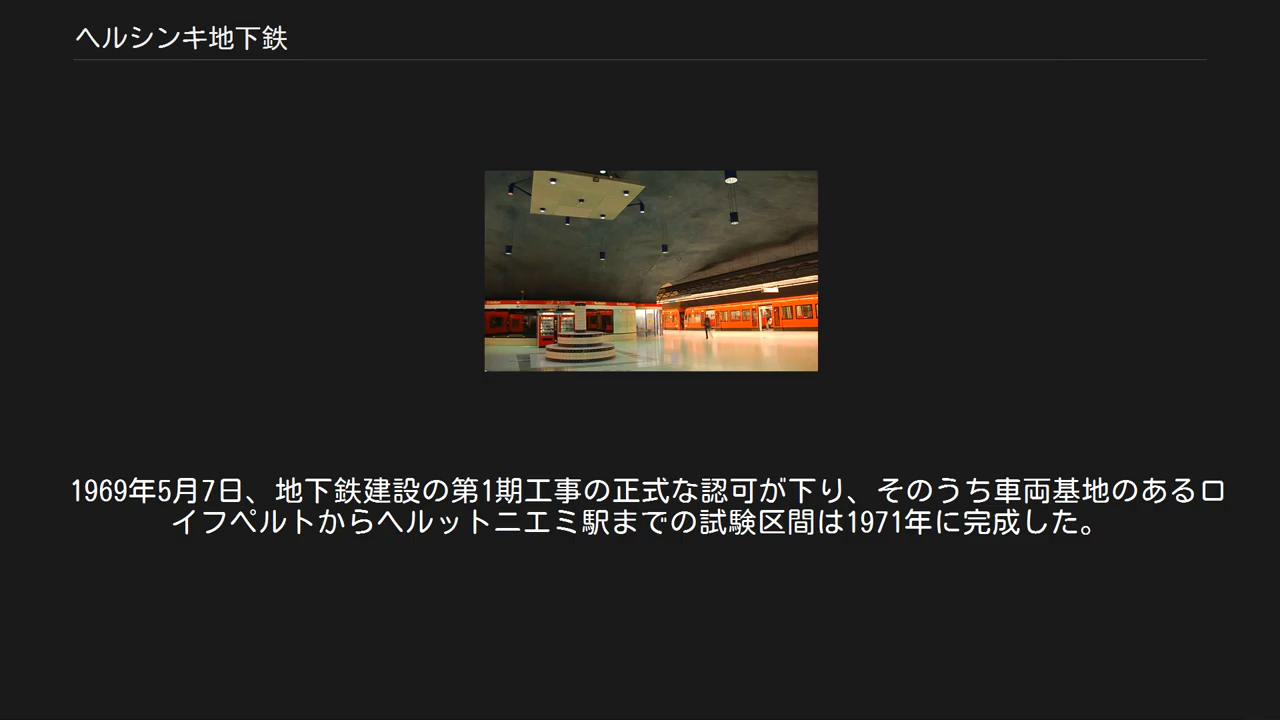 ヘルシンキ地下鉄
1969年5月7日、地下鉄建設の第1期工事の正式な認可が下り、そのうち車両基地のあるロ
イフペルトからヘルットニエミ駅までの試験区間は1971年に完成した。